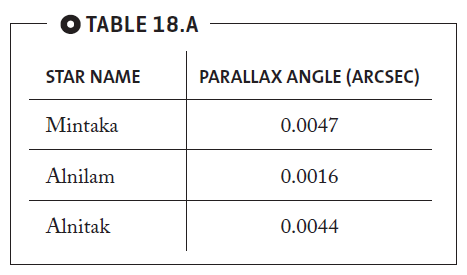 TABLE 18.A
STAR NAME PARALLAX ANGLE (ARCSEC)
Mintaka 0.0047
Alnilam 0.0016
Alnitak 0.0044